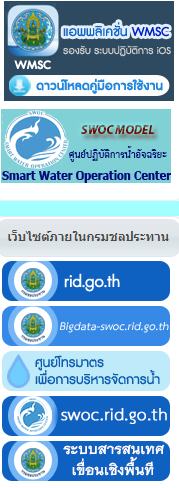 แอพพลิเคชั่น WMSC
รองรับ ระบบปฏิบัติการ iOS
WMSC
ดาวน์โหลดคู่มือการใช้งาน
SWOC MODEL
ศูนย์ปฏิบัติการน้ำอัจฉริยะ
Smart Water Operation Center
เว็บไซต์ภายในกรมชลประทาน
rid.go.th
Bigdata-swoc.rid.go.th
ศูนย์โทรมาตร
เพื่อการบริหารจัดการน้ำ
swoc.rid.go.th
ระบบสารสนเทศ
เขื่อนเชิงพื้นที่